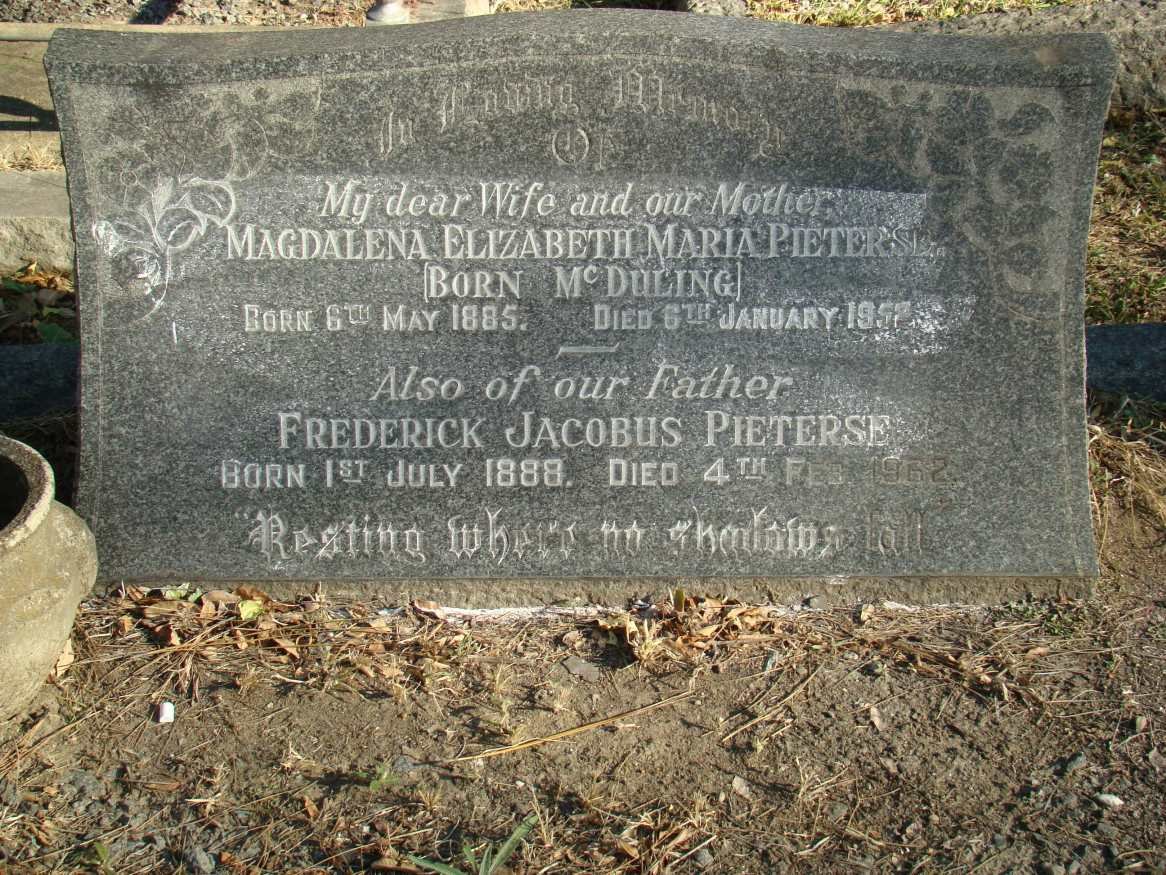 In Loving Memory
Of
My dear Wife and our Mother
MAGDALENA ELIZABETH MARIA PIETERSE
(BORN MCDULING)
BORN 6TH MAY 1885. DIED 6TH JANUARY
Also of our Father
FREDERICK JACOBUS PIETERSE
BORN 1ST JULY 1888. DIED 4TH FEB. 1962.
"Resting where no shadows fall"